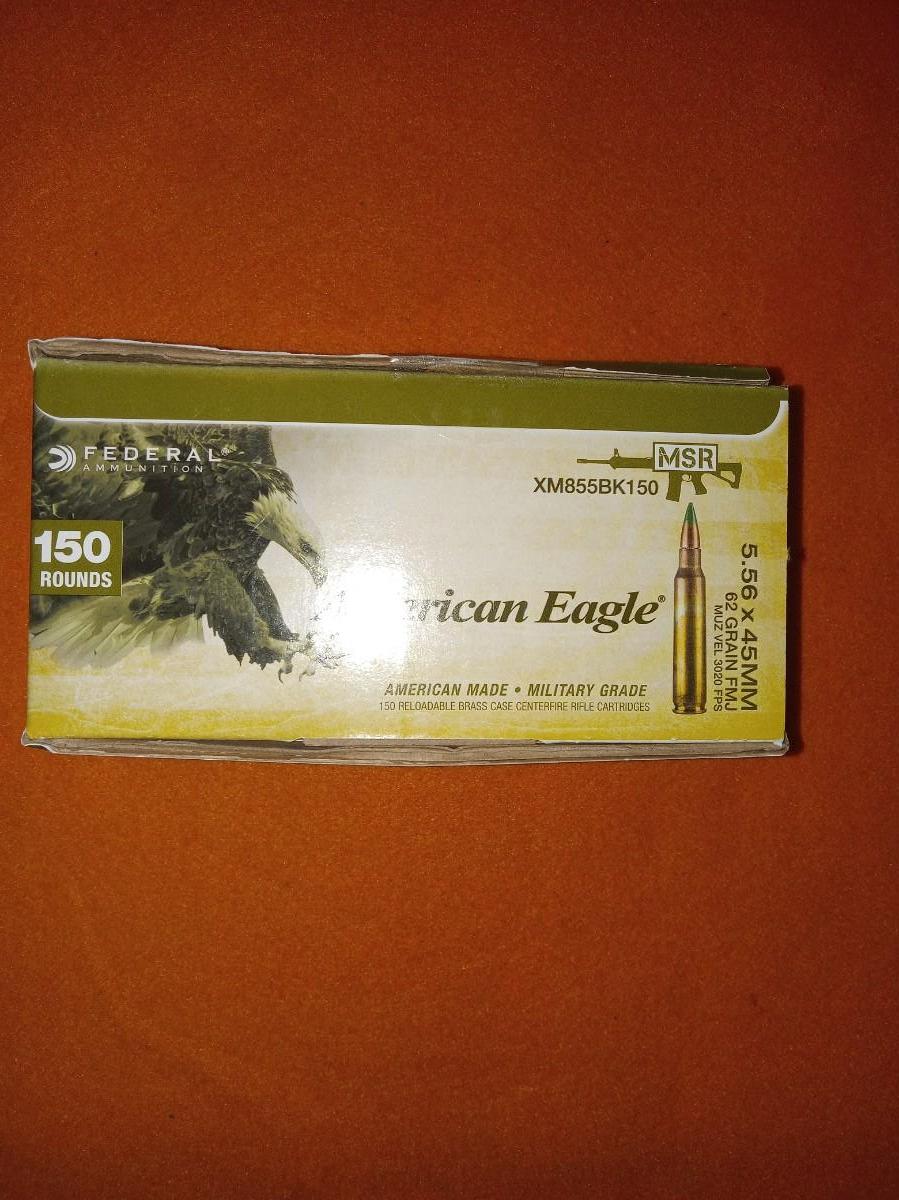 FEDERAL®
AMMUNITION
150
ROUNDS
MSR
XM855BK150
Eagle®
AMERICAN MADE • MILITARY GRADE
150 RELOADABLE BRASS CASE CENTERFIRE RIFLE CARTRIDGES
5.56 x 45MM
62 GRAIN FMJ
MUZ VEL 3020 FPS